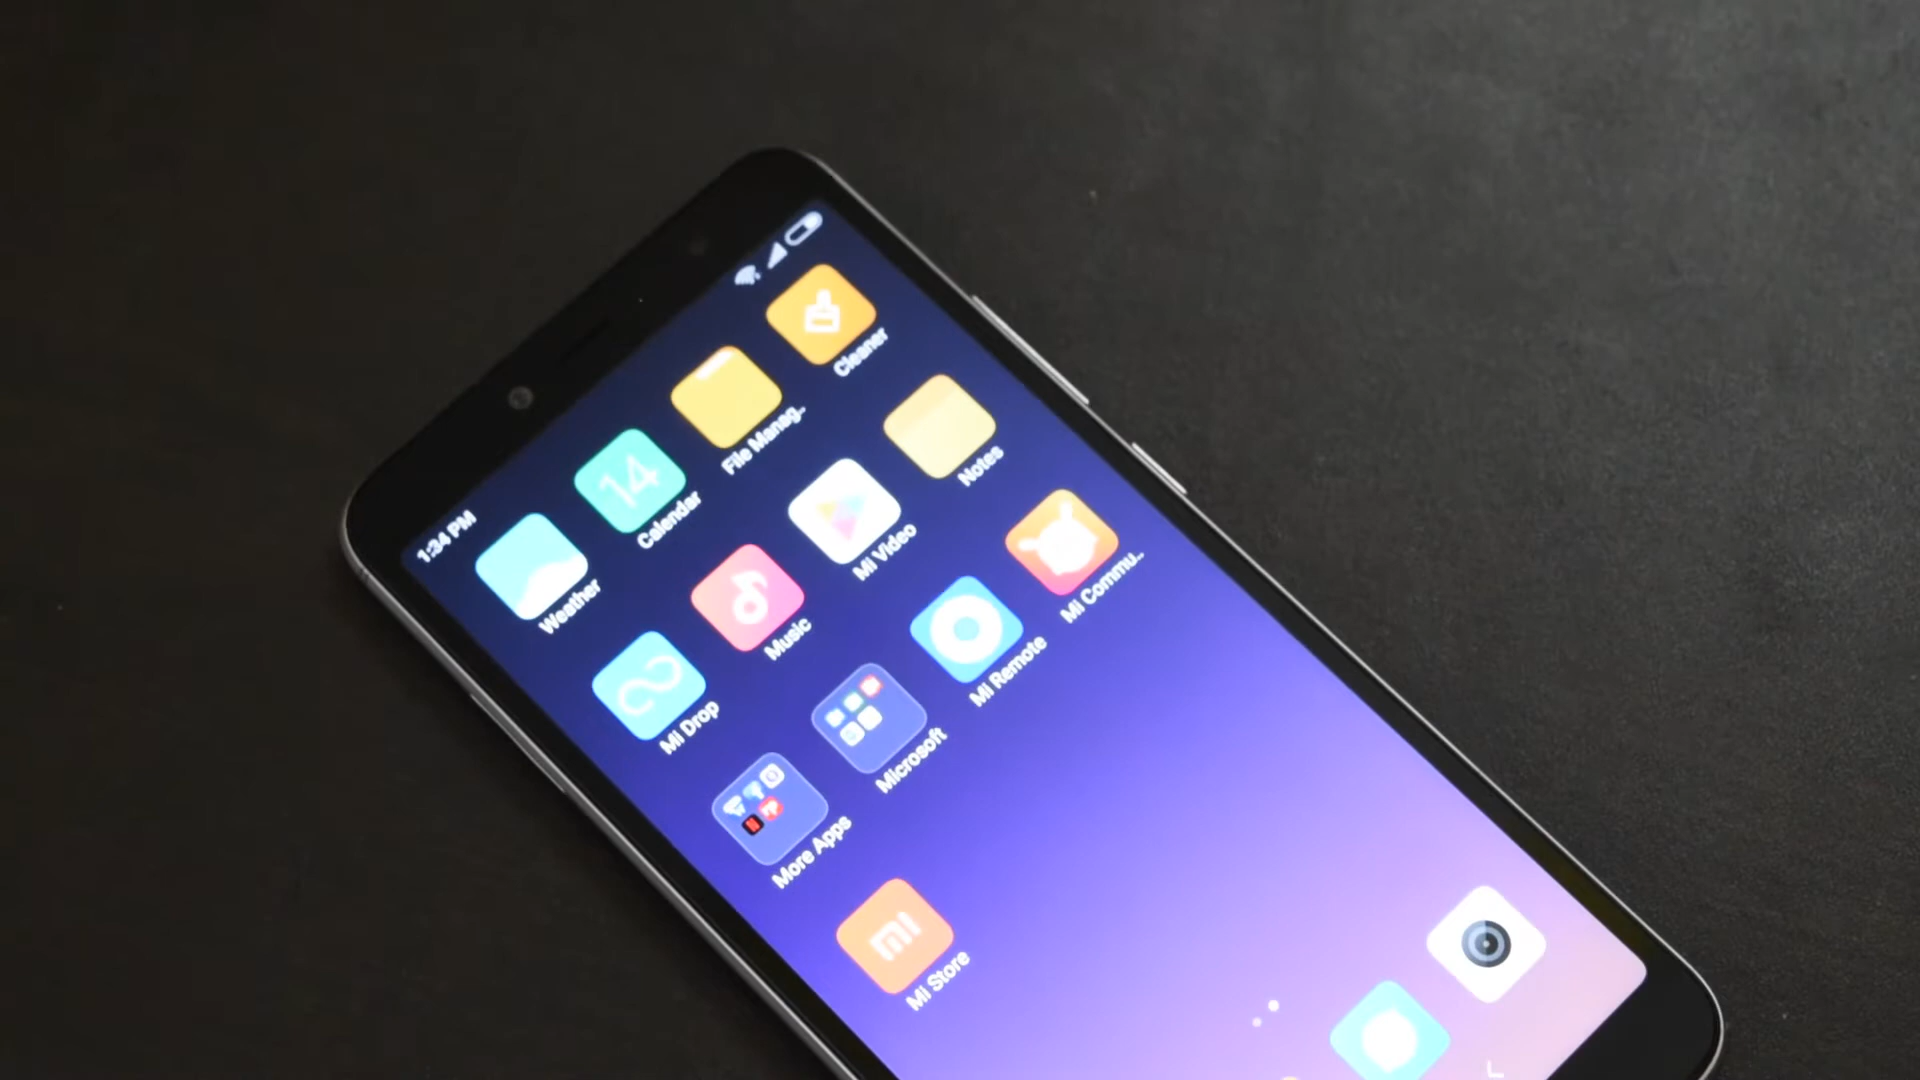 1:34 PM
Weather
Calendar
14
File Manag..
Cleaner
Mi Drop
Music
Mi Video
Notes
More Apps
Microsoft
Mi Remote
Mi Commu..
mi
Mi Store